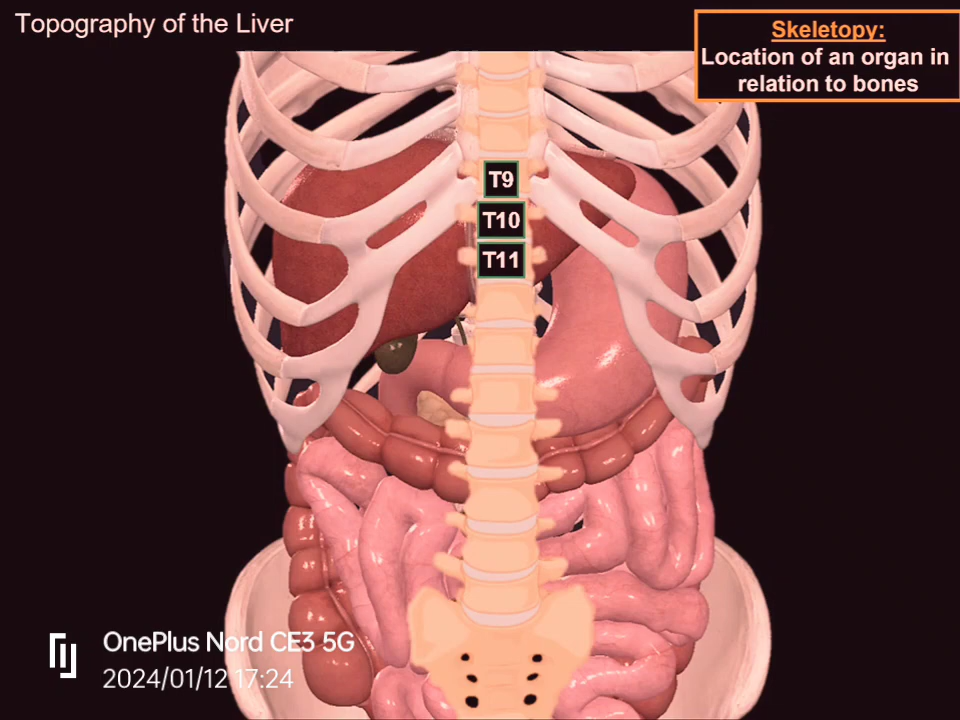 Topography of the Liver
Skeletopy:
Location of an organ in
relation to bones
T9
T10
T11
OnePlus Nord CE3 5G
2024/01/12 17:24